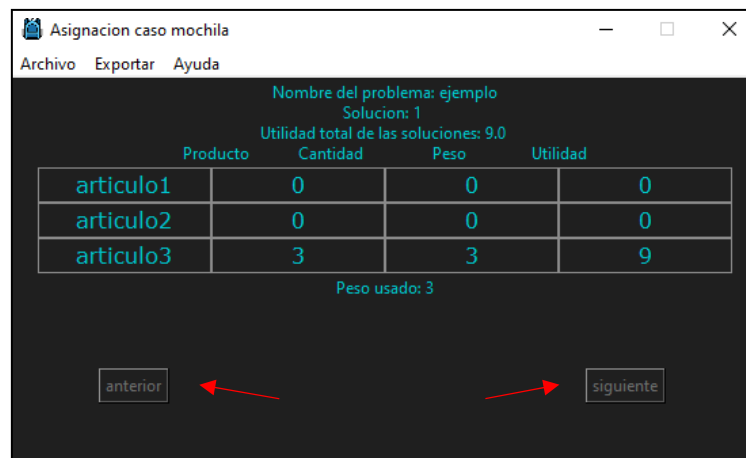 Asignacion caso mochila
Archivo Exportar Ayuda
Nombre del problema: ejemplo
Solucion: 1
Utilidad total de las soluciones: 9.0
Producto Cantidad Peso Utilidad
articulo1 0 0 0
articulo2 0 0 0
articulo3 3 3 9
Peso usado: 3
anterior siguiente